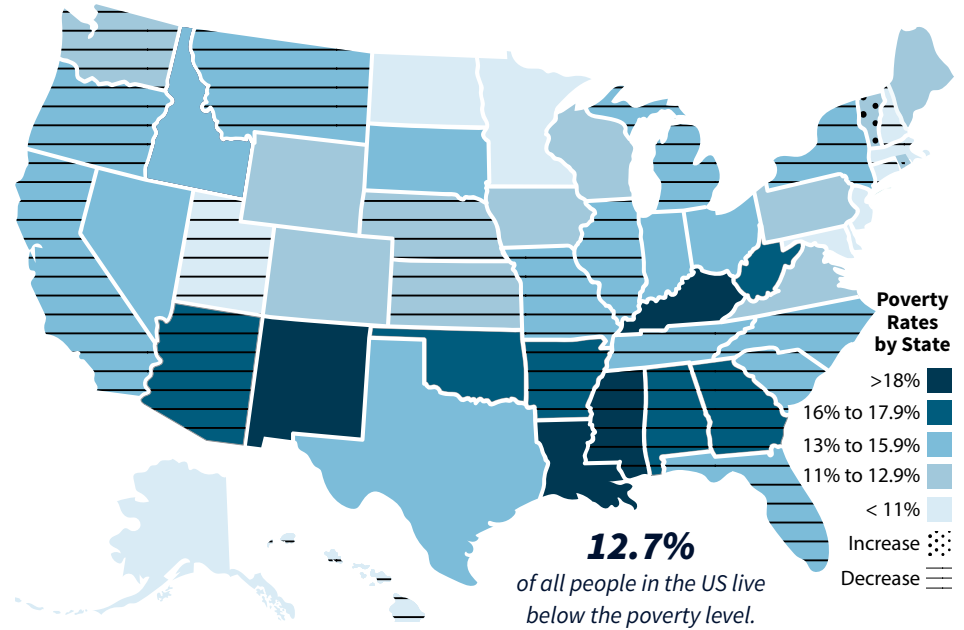 Poverty
Rates
by State
>18%
16% to 17.9%
13% to 15.9%
11% to 12.9%
< 11%
Increase
Decrease
12.7%
of all people in the US live
below the poverty level.